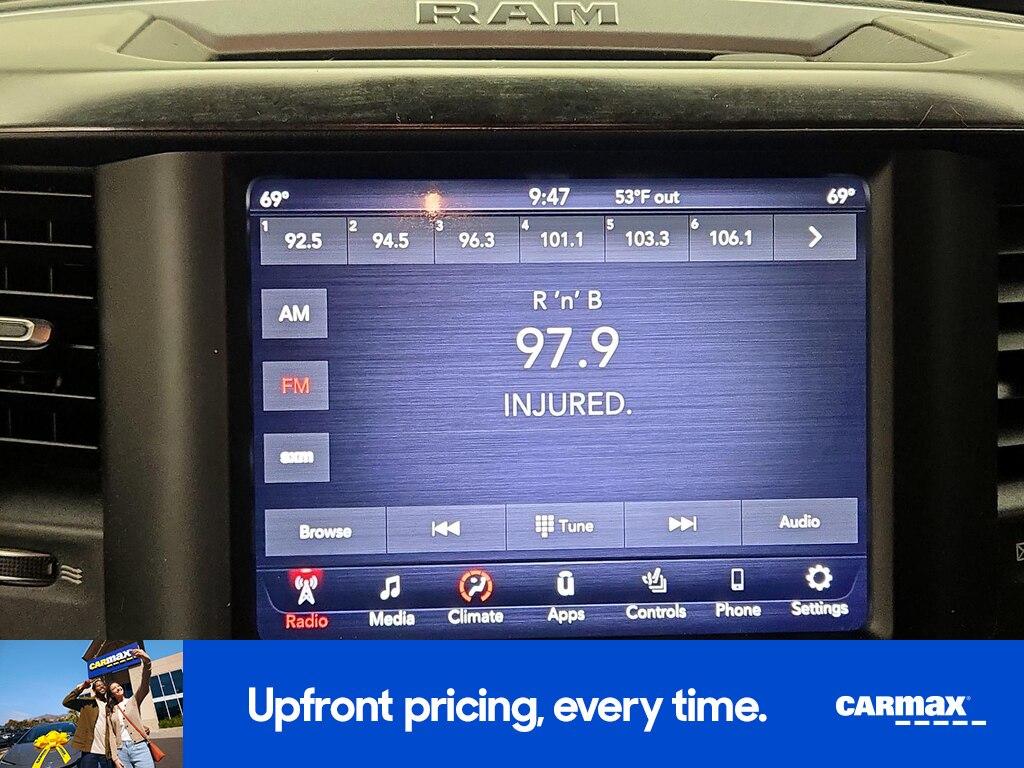 RAM
69° 9:47 53°F out 69°
1 92.5 2 94.5 3 96.3 4 101.1 5 103.3 6 106.1 >
AM
R 'n' B
97.9
FM
INJURED.
sxm
Browse Tune Audio
Radio Media Climate Apps Controls Phone Settings
CARMAX
Upfront pricing, every time. CARMAX